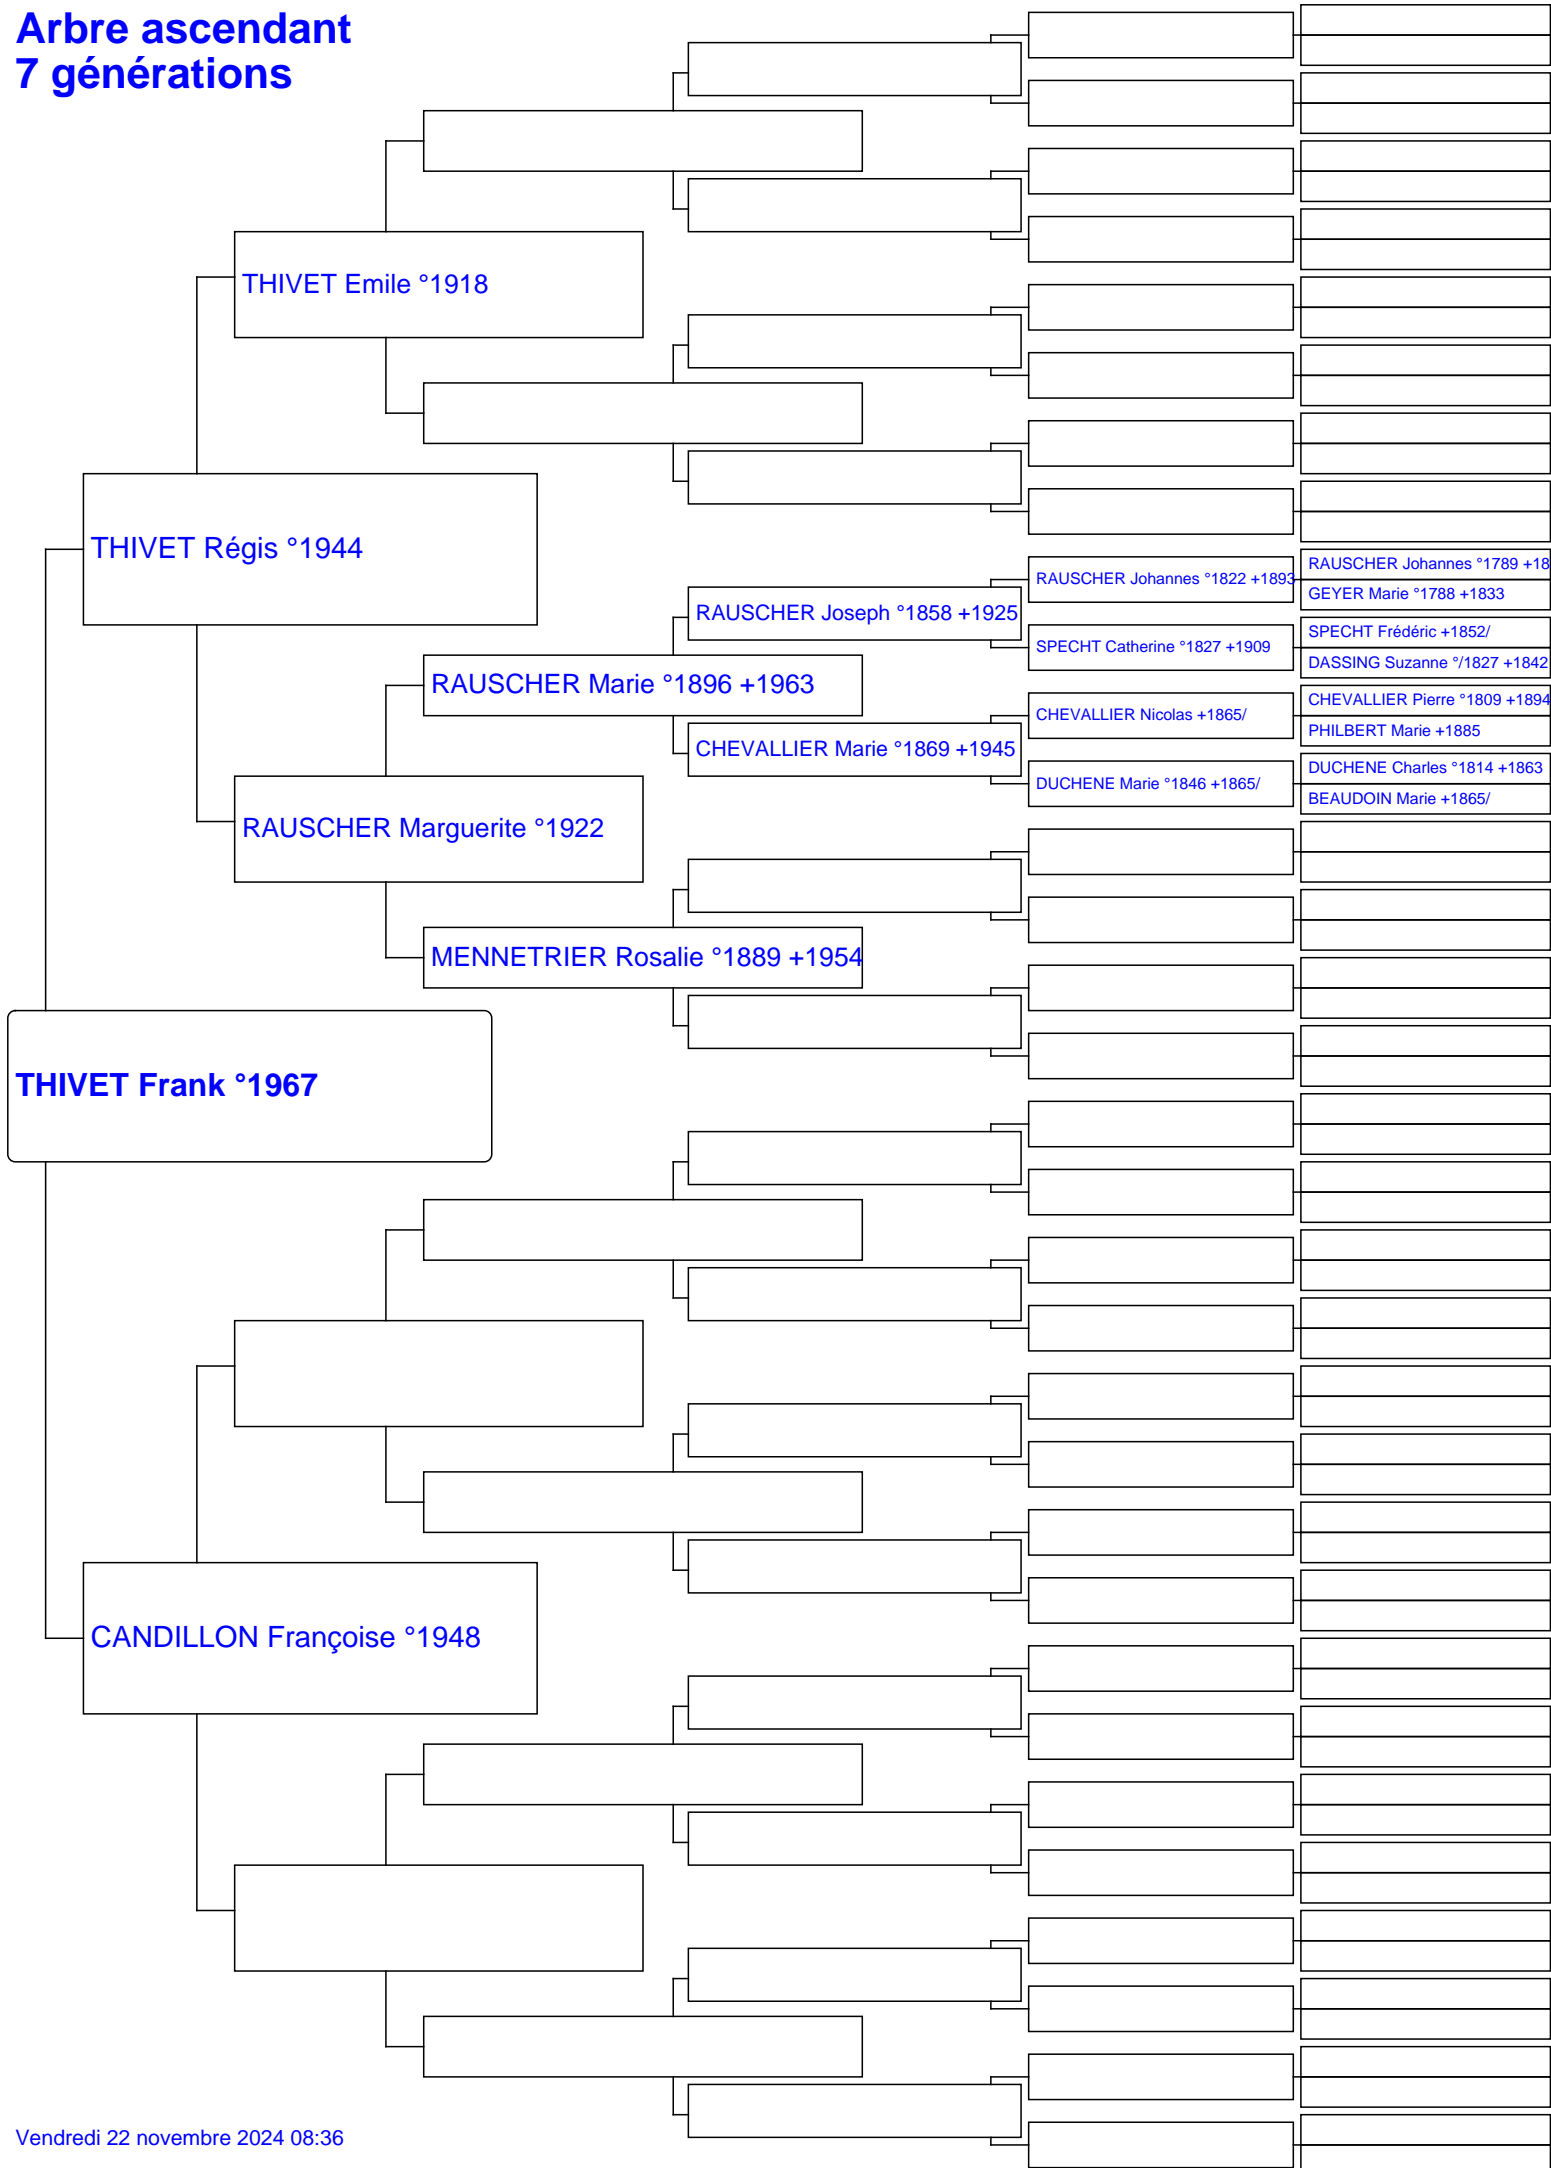 Arbre ascendant
7 générations
THIVET Emile °1918
THIVET Régis °1944
RAUSCHER Johannes °1822 +1893
RAUSCHER Johannes °1789 +18
GEYER Marie °1788 +1833
RAUSCHER Joseph °1858 +1925
SPECHT Catherine °1827 +1909
SPECHT Frédéric +1852/
DASSING Suzanne °/1827 +1842
RAUSCHER Marie °1896 +1963
CHEVALLIER Nicolas +1865/
CHEVALLIER Pierre °1809 +1894
PHILBERT Marie +1885
CHEVALLIER Marie °1869 +1945
DUCHENE Marie °1846 +1865/
DUCHENE Charles °1814 +1863
BEAUDOIN Marie +1865/
RAUSCHER Marguerite °1922
MENNETRIER Rosalie °1889 +1954
THIVET Frank °1967
CANDILLON Françoise °1948
Vendredi 22 novembre 2024 08:36